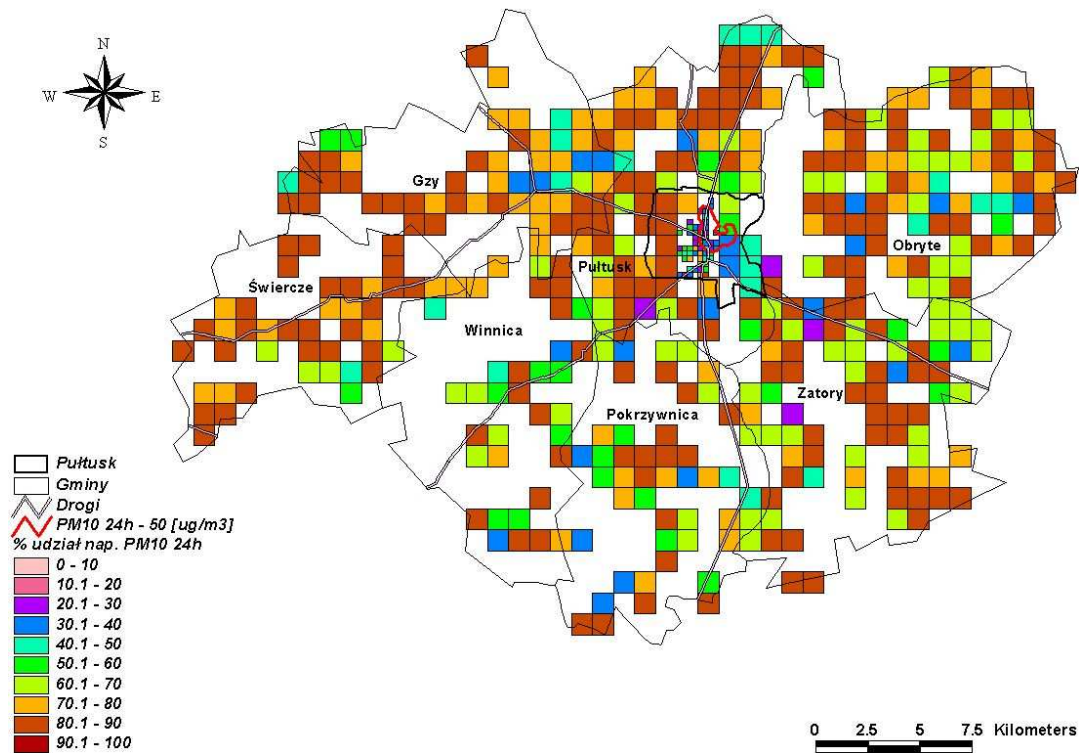 N
W E
S
Gzy
Obryte
Pułtusk
Świercze
Winnica
Zatory
Pokrzywnica
Pułtusk
Gminy
Drogi
PM10 24h - 50 [ug/m3]
% udział nap. PM10 24h
0 - 10
10.1 - 20
20.1 - 30
30.1 - 40
40.1 - 50
50.1 - 60
60.1 - 70
70.1 - 80
80.1 - 90
90.1 - 100
0 2.5 5 7.5 Kilometers